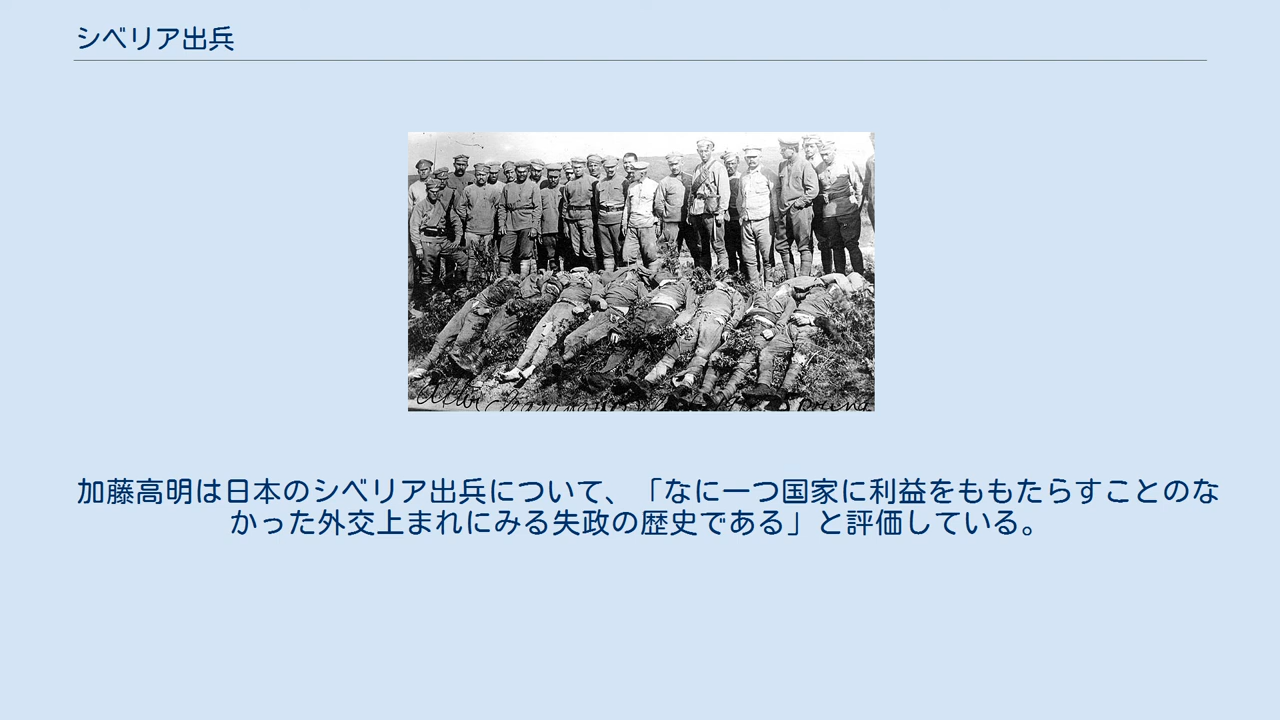 シベリア出兵
加藤高明は日本のシベリア出兵について、「なに一つ国家に利益をももたらすことのな
かった外交上まれにみる失政の歴史である」と評価している。